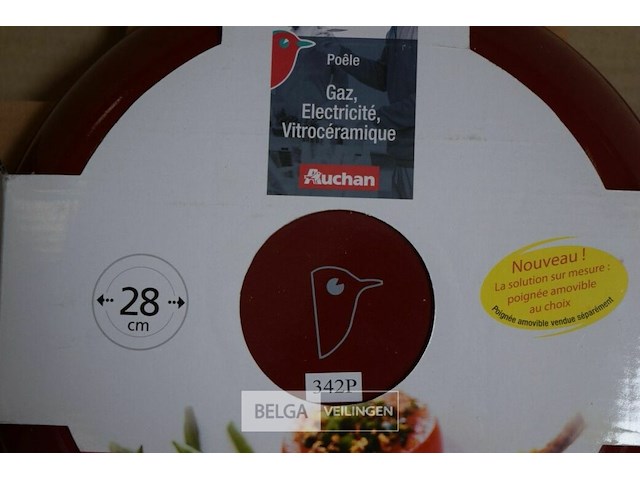 Poêle
Gaz,
Electricité,
Vitrocéramique
Auchan
28
cm
Nouveau !
La solution sur mesure :
poignée amovible
au choix
Poignée amovible vendue séparément
342P
BELGA VEILINGEN